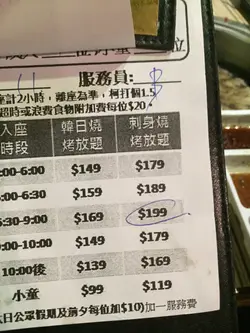 服務員:
座計2小時，離座為準，柯打個1.5
超時或浪費食物附加費每位$20。
入座時段 韓日燒烤放題 刺身燒烤放題
:00-6:00 $149 $179
6:00-6:30 $159 $189
6:30-9:00 $169 $199
9:00-10:00 $149 $179
10:00後 $139 $169
小童 $99 $119
六日公眾假期及前夕每位加$10)加一服務費